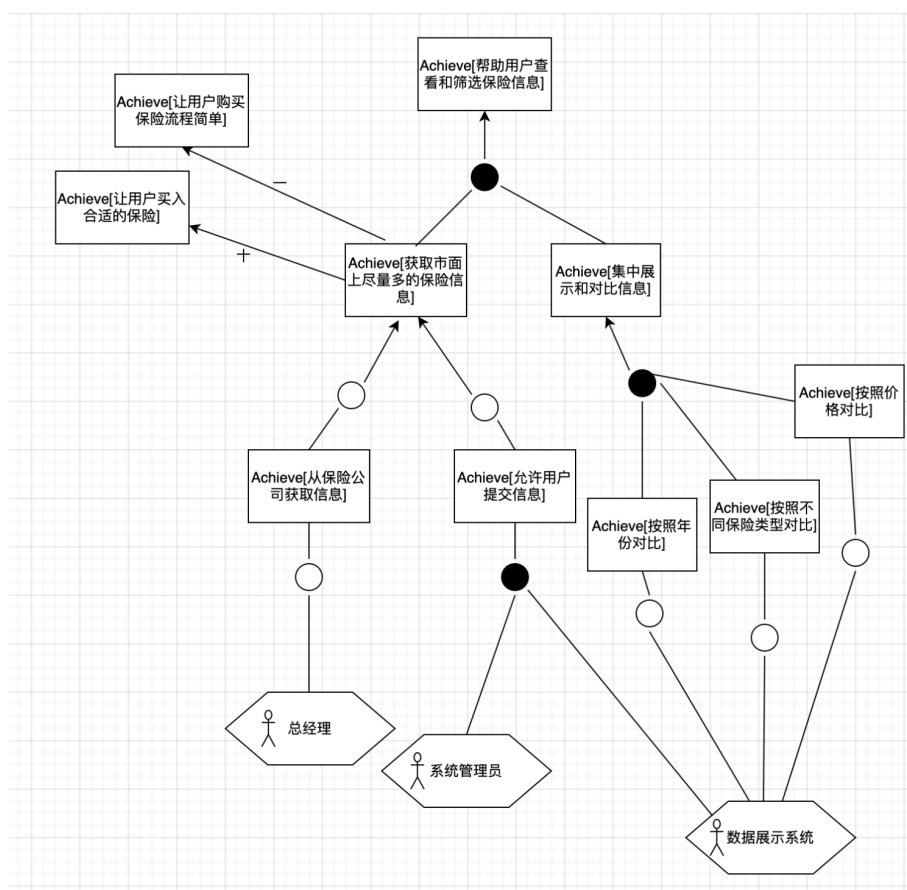 Achieve[帮助用户查
看和筛选保险信息]
Achieve[让用户购买
保险流程简单]
Achieve[让用户买入
合适的保险]
Achieve[获取市面
上尽量多的保险信
息]
Achieve[集中展
示和对比信息]
Achieve[按照价
格对比]
Achieve[从保险公
司获取信息]
Achieve[允许用户
提交信息]
Achieve[按照年
份对比]
Achieve[按照不
同保险类型对比]
总经理
系统管理员
数据展示系统